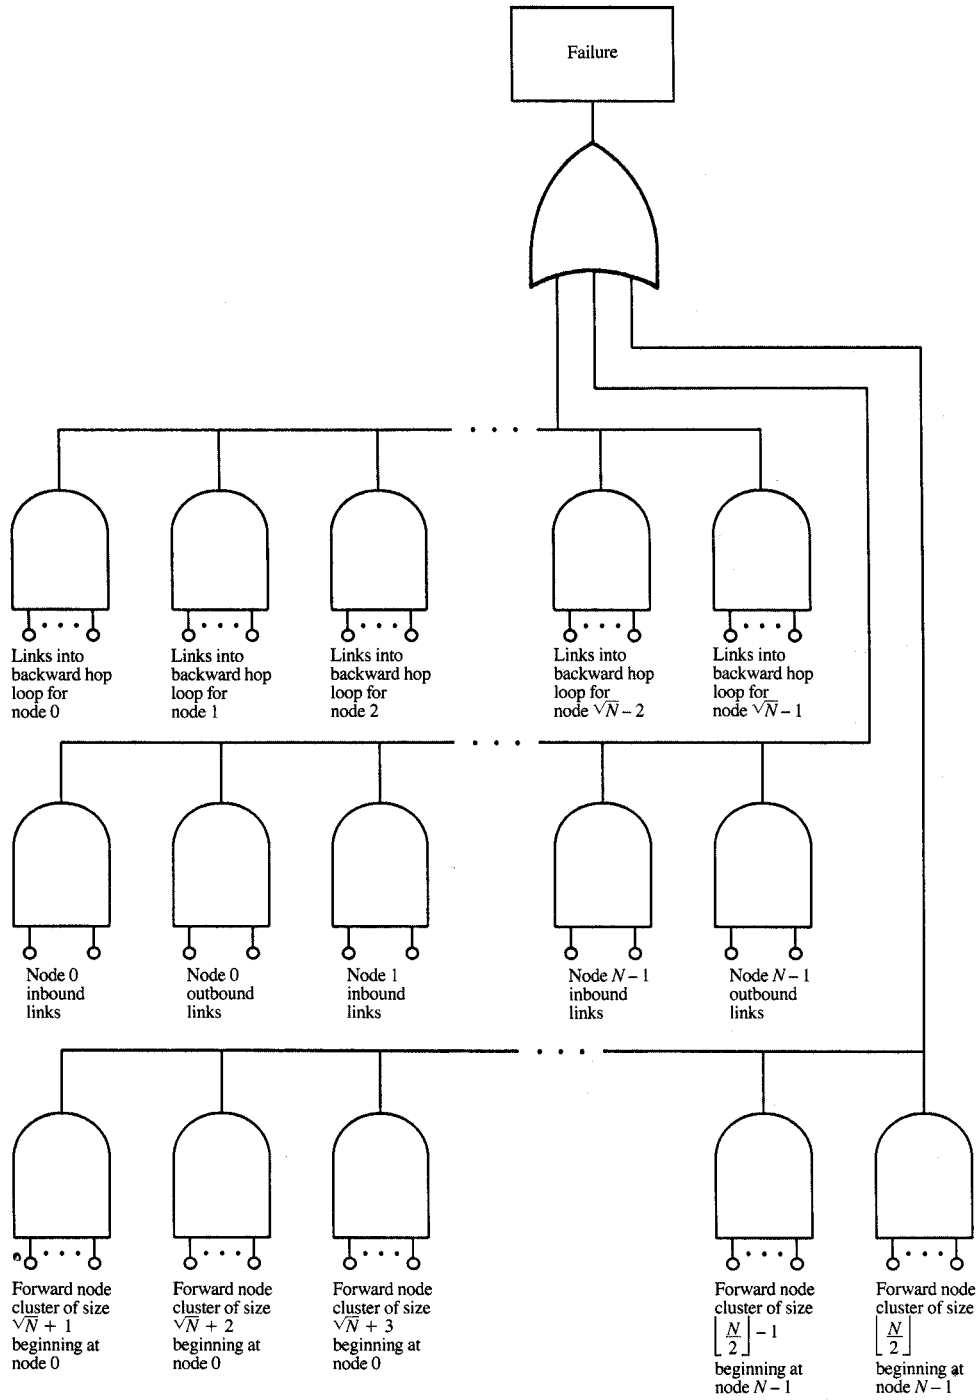 Failure
Links into
backward hop
loop for
node 0
Links into
backward hop
loop for
node 1
Links into
backward hop
loop for
node 2
Links into
backward hop
loop for
node √N – 2
Links into
backward hop
loop for
node √N – 1
Node 0
inbound
links
Node 0
outbound
links
Node 1
inbound
links
Node N – 1
inbound
links
Node N – 1
outbound
links
Forward node
cluster of size
√N + 1
beginning at
node 0
Forward node
cluster of size
√N + 2
beginning at
node 0
Forward node
cluster of size
√N + 3
beginning at
node 0
Forward node
cluster of size
⌊N/2⌋ – 1
beginning at
node N – 1
Forward node
cluster of size
⌊N/2⌋
beginning at
node N – 1